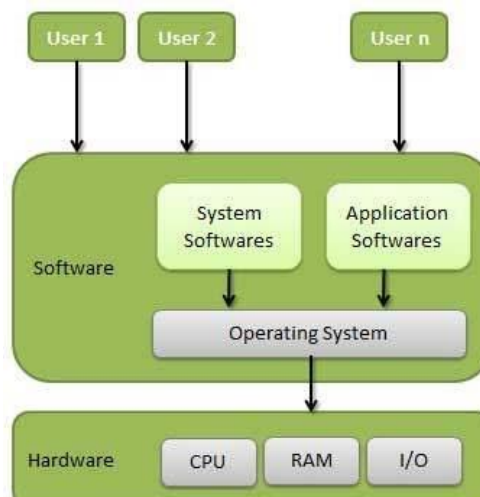 User 1
User 2
User n
System
Softwares
Application
Softwares
Software
Operating System
Hardware
CPU
RAM
I/O